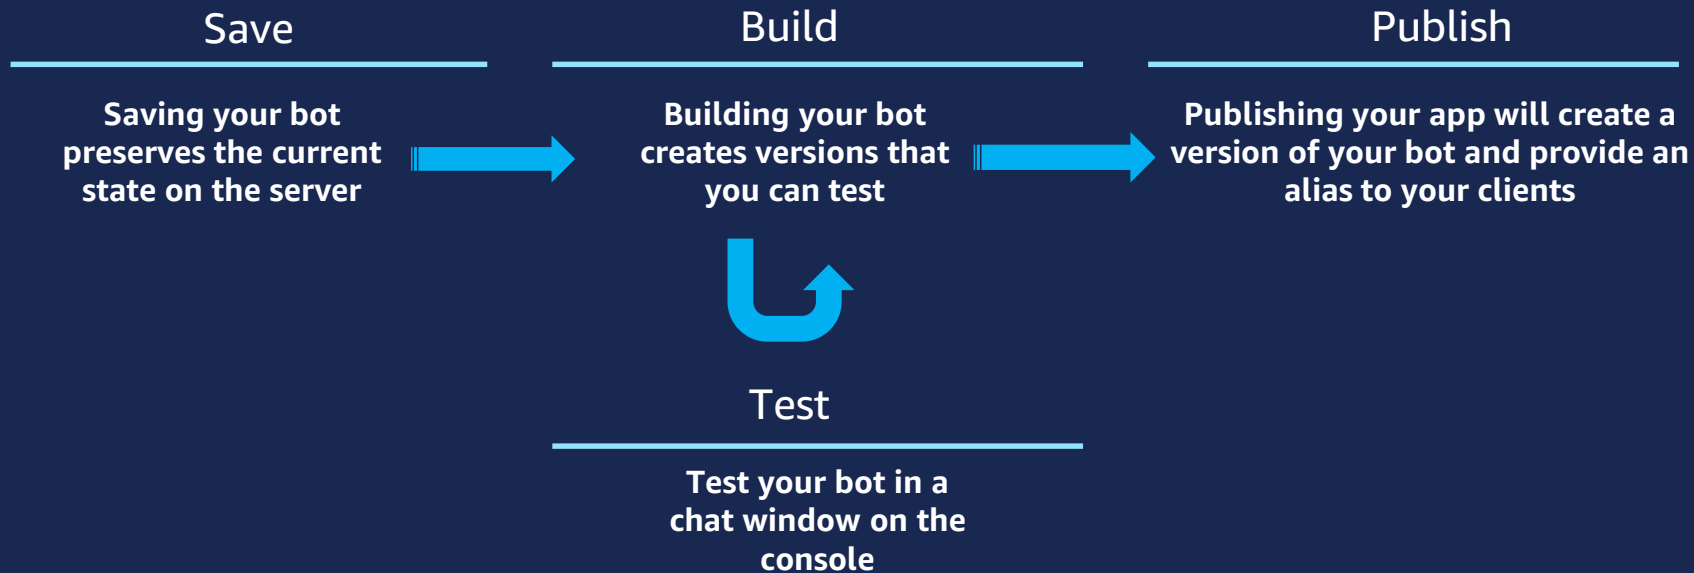 Save
Saving your bot
preserves the current
state on the server
Build
Building your bot
creates versions that
you can test
Publish
Publishing your app will create a
version of your bot and provide an
alias to your clients
Test
Test your bot in a
chat window on the
console